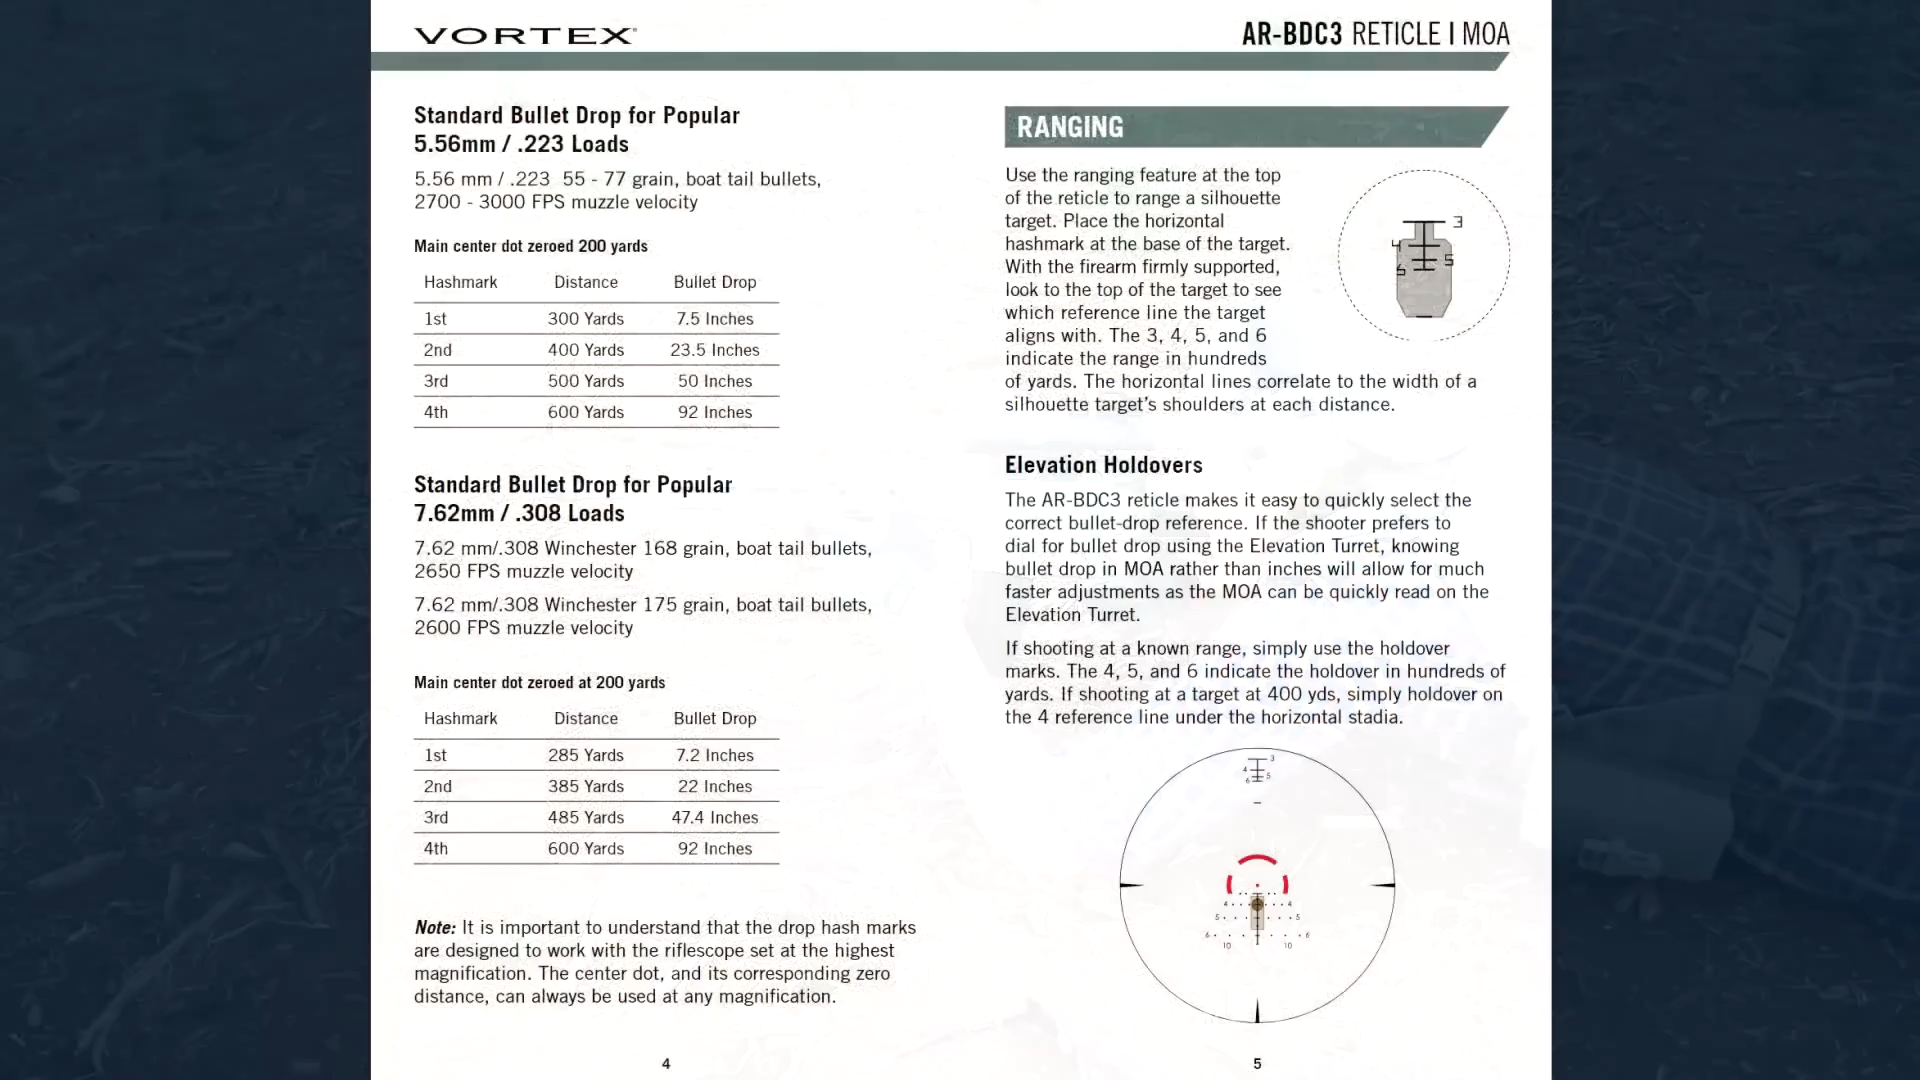 VORTEX
AR-BDC3 RETICLE | MOA
Standard Bullet Drop for Popular
5.56mm / .223 Loads
5.56 mm / .223 55 - 77 grain, boat tail bullets,
2700 - 3000 FPS muzzle velocity
Main center dot zeroed 200 yards
Hashmark Distance Bullet Drop
1st 300 Yards 7.5 Inches
2nd 400 Yards 23.5 Inches
3rd 500 Yards 50 Inches
4th 600 Yards 92 Inches
Standard Bullet Drop for Popular
7.62mm / .308 Loads
7.62 mm/.308 Winchester 168 grain, boat tail bullets,
2650 FPS muzzle velocity
7.62 mm/.308 Winchester 175 grain, boat tail bullets,
2600 FPS muzzle velocity
Main center dot zeroed at 200 yards
Hashmark Distance Bullet Drop
1st 285 Yards 7.2 Inches
2nd 385 Yards 22 Inches
3rd 485 Yards 47.4 Inches
4th 600 Yards 92 Inches
Note: It is important to understand that the drop hash marks
are designed to work with the riflescope set at the highest
magnification. The center dot, and its corresponding zero
distance, can always be used at any magnification.
4
RANGING
Use the ranging feature at the top
of the reticle to range a silhouette
target. Place the horizontal
hashmark at the base of the target.
With the firearm firmly supported,
look to the top of the target to see
which reference line the target
aligns with. The 3, 4, 5, and 6
indicate the range in hundreds
of yards. The horizontal lines correlate to the width of a
silhouette target's shoulders at each distance.
3
4
5
6
Elevation Holdovers
The AR-BDC3 reticle makes it easy to quickly select the
correct bullet-drop reference. If the shooter prefers to
dial for bullet drop using the Elevation Turret, knowing
bullet drop in MOA rather than inches will allow for much
faster adjustments as the MOA can be quickly read on the
Elevation Turret.
If shooting at a known range, simply use the holdover
marks. The 4, 5, and 6 indicate the holdover in hundreds of
yards. If shooting at a target at 400 yds, simply holdover on
the 4 reference line under the horizontal stadia.
3
4
5
6
4 4
5 5
6 6
10 10
5